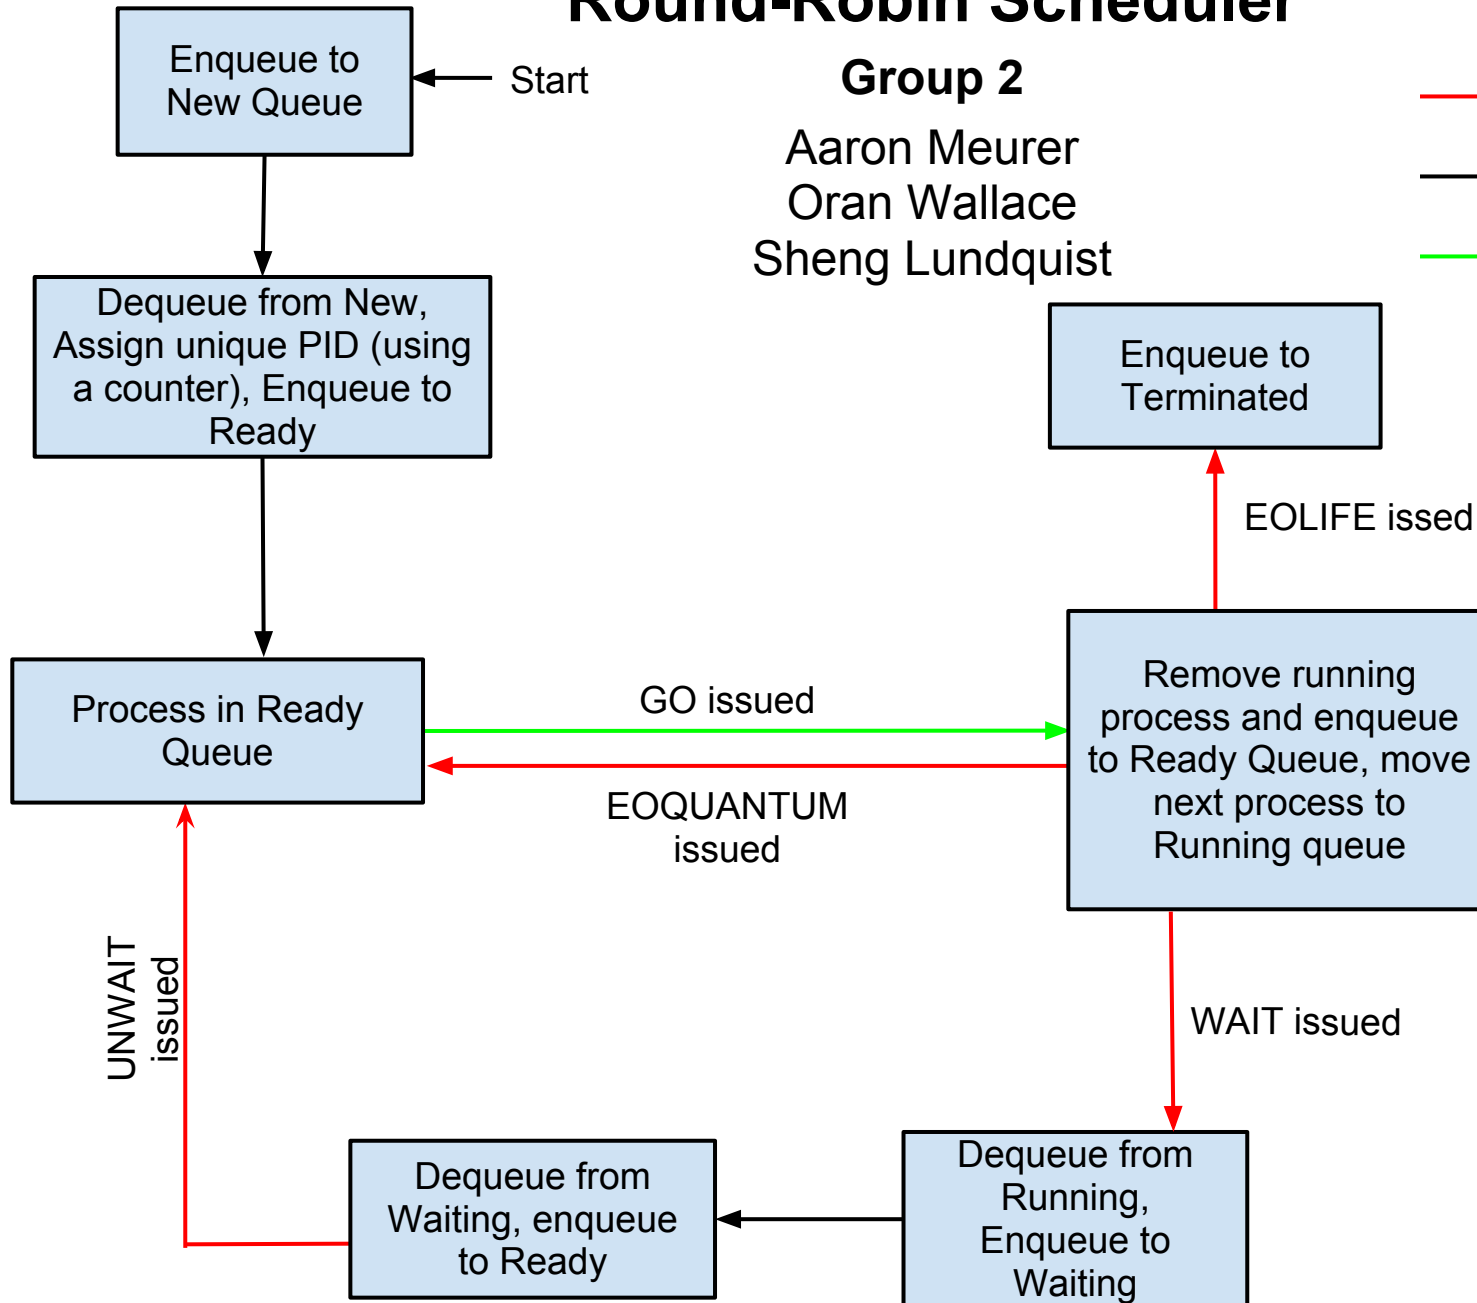 Round-Robin Scheduler
Group 2
Aaron Meurer
Oran Wallace
Sheng Lundquist
Enqueue to
New Queue
Start
Dequeue from New,
Assign unique PID (using
a counter), Enqueue to
Ready
Enqueue to
Terminated
EOLIFE issed
Process in Ready
Queue
GO issued
EOQUANTUM
issued
Remove running
process and enqueue
to Ready Queue, move
next process to
Running queue
UNWAIT
issued
WAIT issued
Dequeue from
Waiting, enqueue
to Ready
Dequeue from
Running,
Enqueue to
Waiting